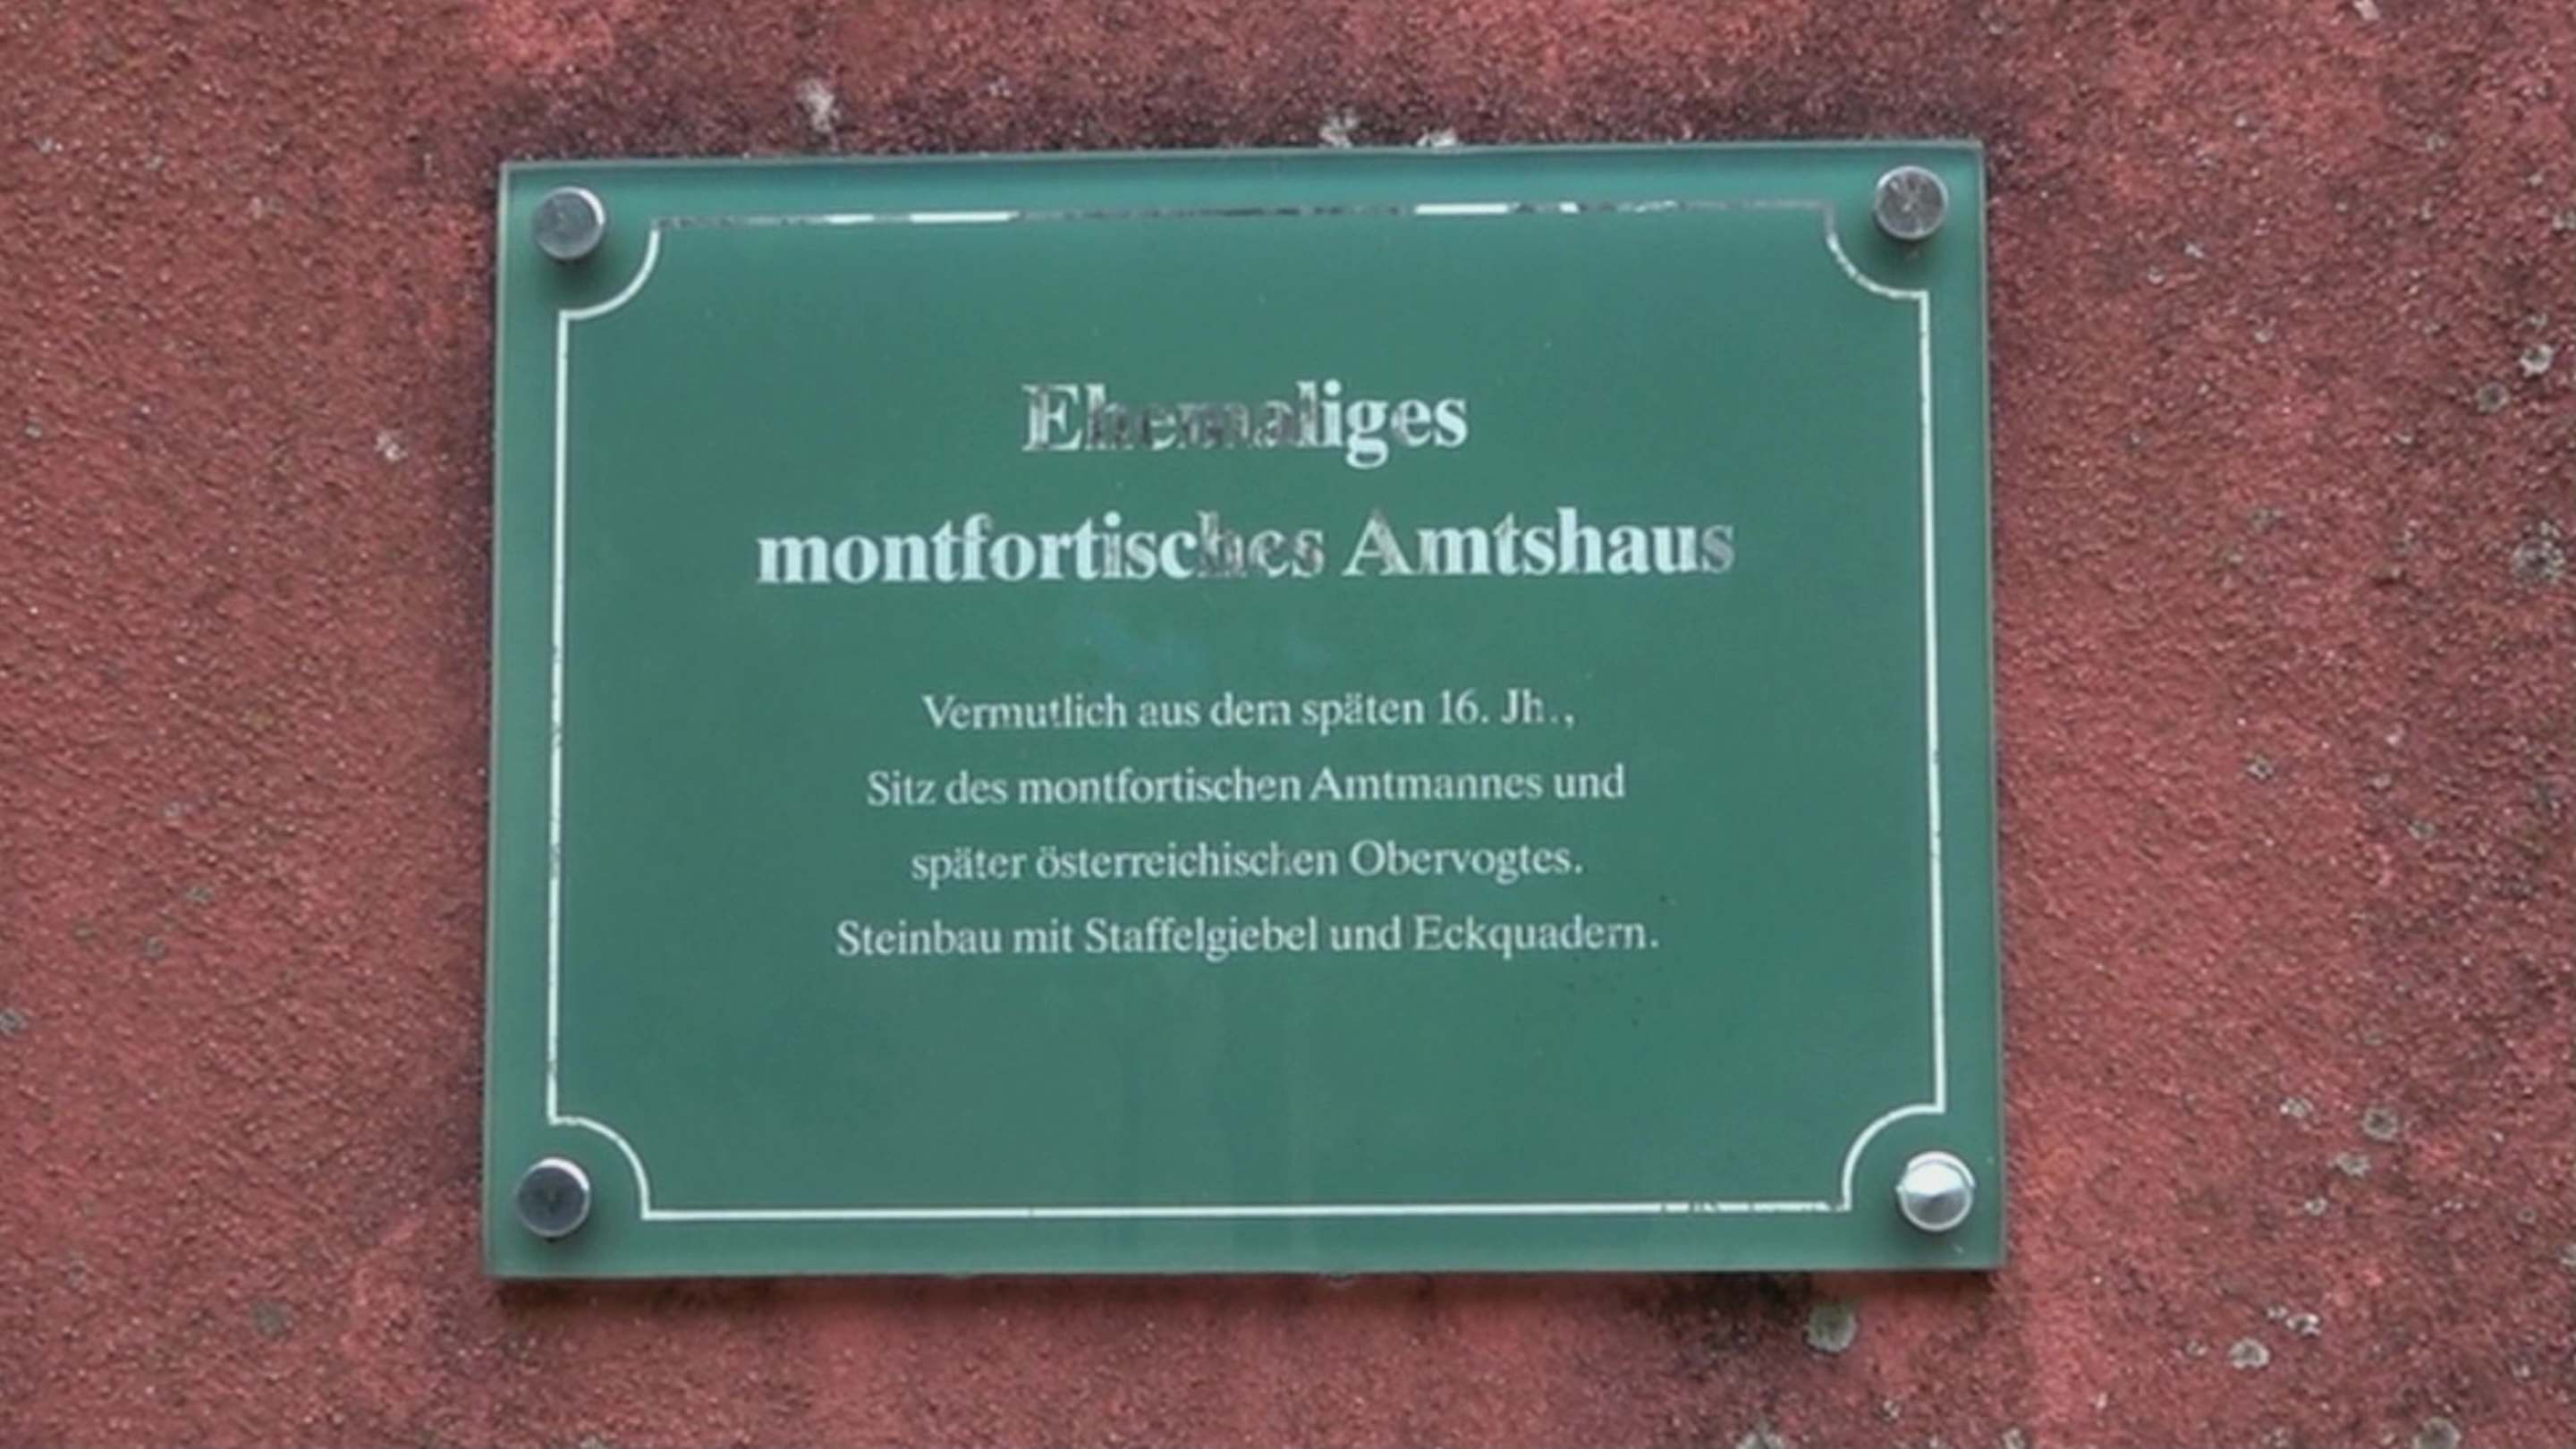 Ehemaliges
montfortisches Amtshaus
Vermutlich aus dem späten 16. Jh.,
Sitz des montfortischen Amtmannes und
später österreichischen Obervogtes.
Steinbau mit Staffelgiebel und Eckquadern.